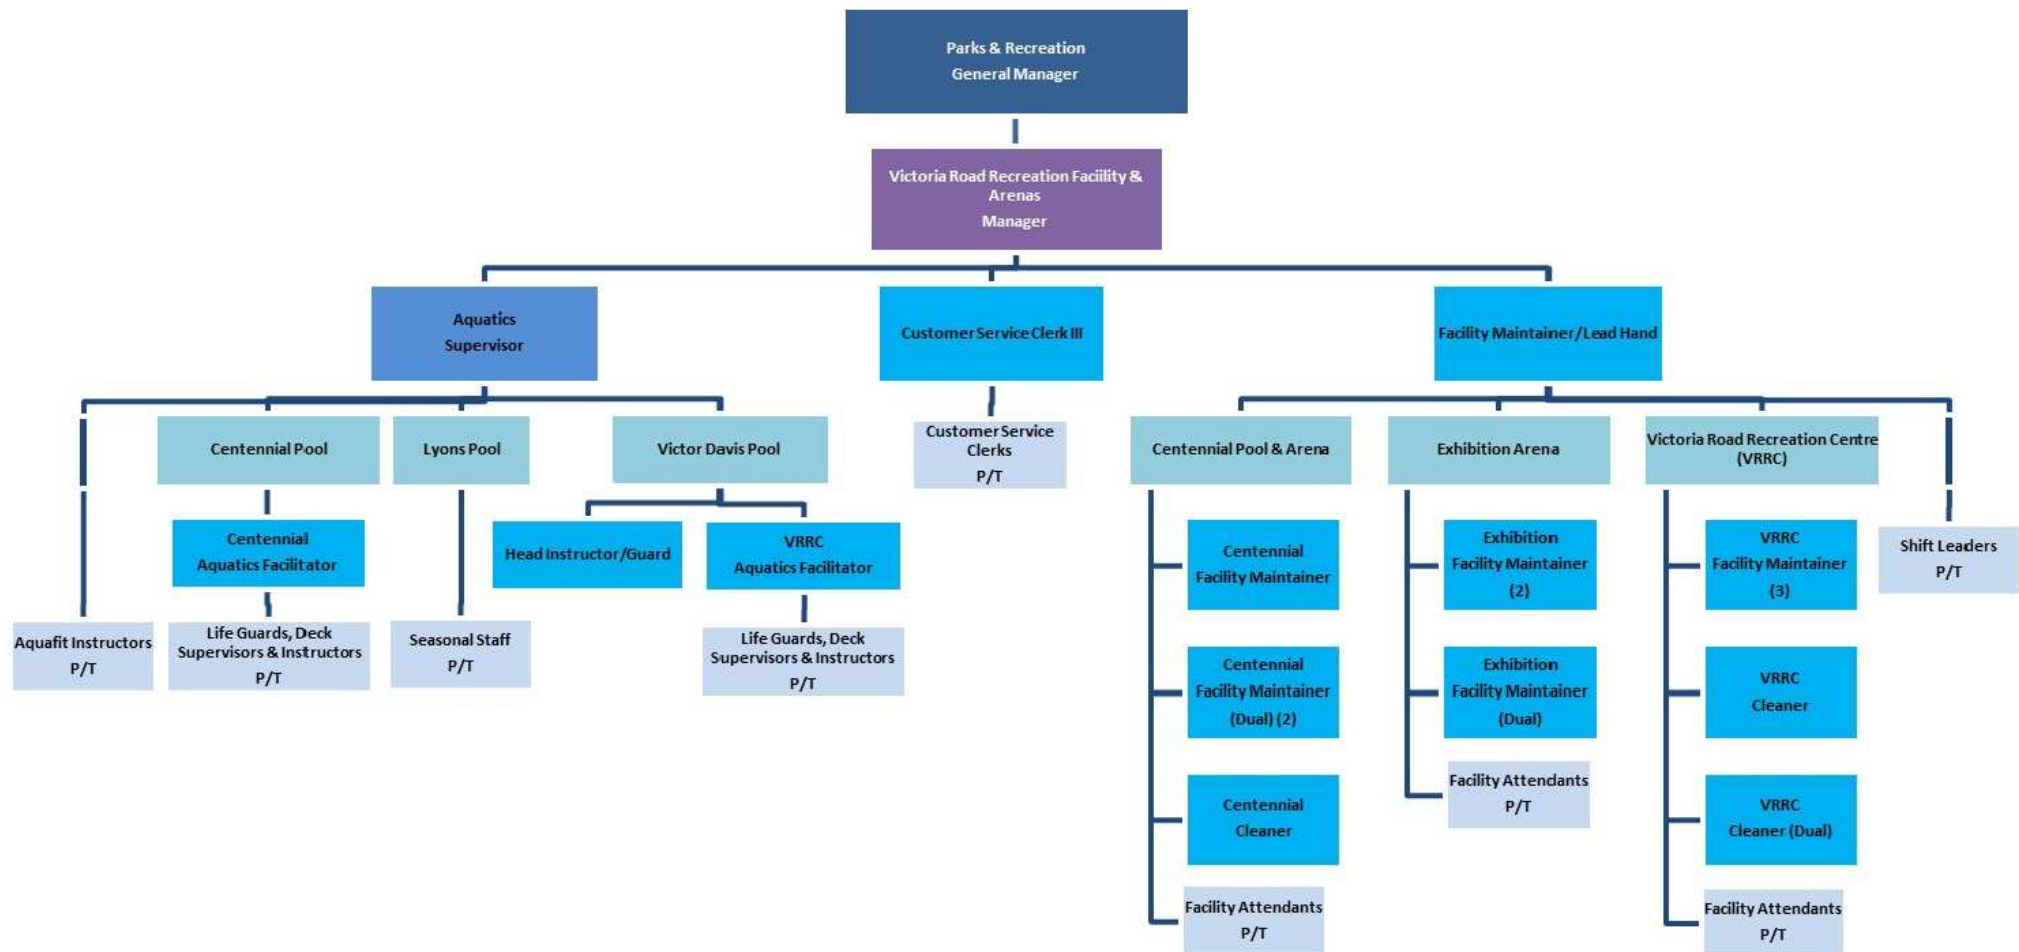 Parks & Recreation
General Manager
Victoria Road Recreation Faciility &
Arenas
Manager
Aquatics
Supervisor
Customer Service Clerk III
Facility Maintainer/Lead Hand
Centennial Pool
Lyons Pool
Victor Davis Pool
Customer Service
Clerks
P/T
Centennial Pool & Arena
Exhibition Arena
Victoria Road Recreation Centre
(VRRC)
Centennial
Aquatics Facilitator
Head Instructor/Guard
VRRC
Aquatics Facilitator
Centennial
Facility Maintainer
Exhibition
Facility Maintainer
(2)
VRRC
Facility Maintainer
(3)
Shift Leaders
P/T
Aquafit Instructors
P/T
Life Guards, Deck
Supervisors & Instructors
P/T
Seasonal Staff
P/T
Life Guards, Deck
Supervisors & Instructors
P/T
Centennial
Facility Maintainer
(Dual) (2)
Exhibition
Facility Maintainer
(Dual)
VRRC
Cleaner
Centennial
Cleaner
Facility Attendants
P/T
VRRC
Cleaner (Dual)
Facility Attendants
P/T
Facility Attendants
P/T